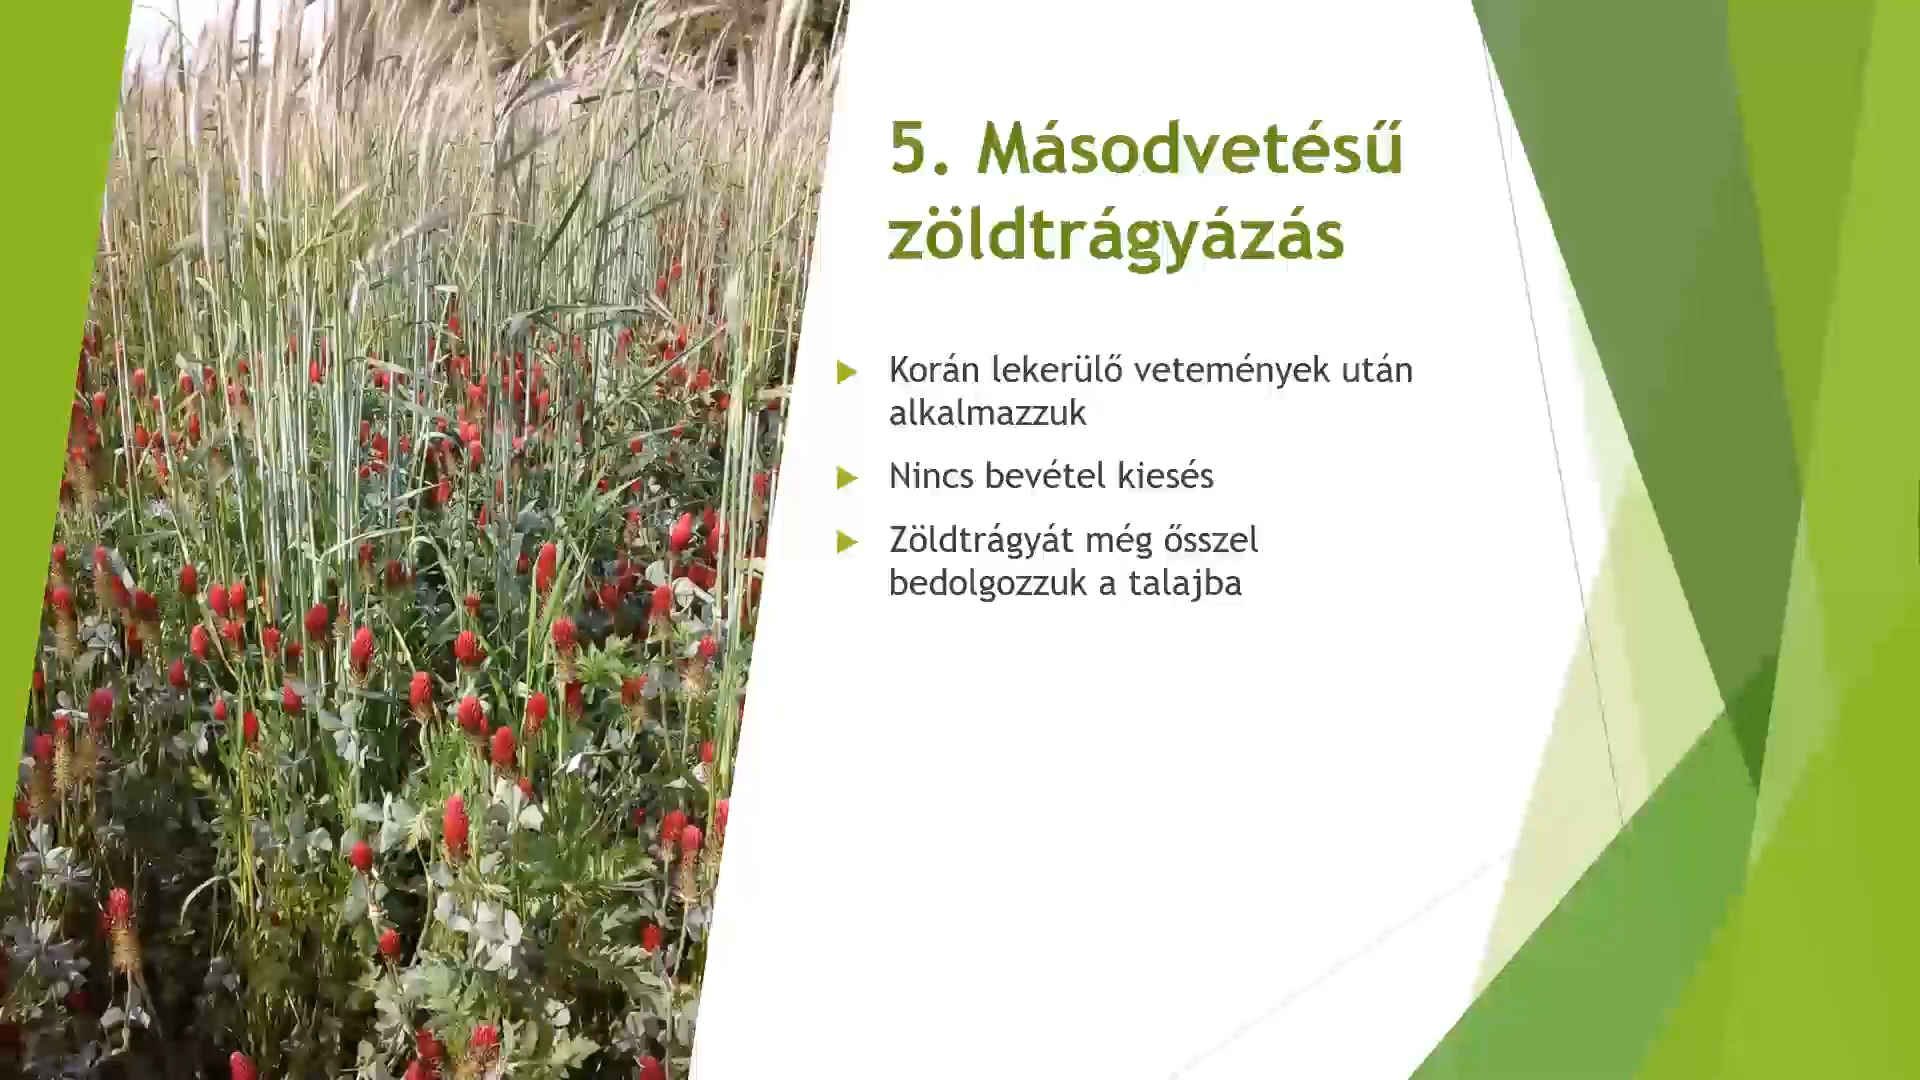 5. Másodvetésű
zöldtrágyázás
Korán lekerülő vetemények után
alkalmazzuk
Nincs bevétel kiesés
Zöldtrágyát még ősszel
bedolgozzuk a talajba